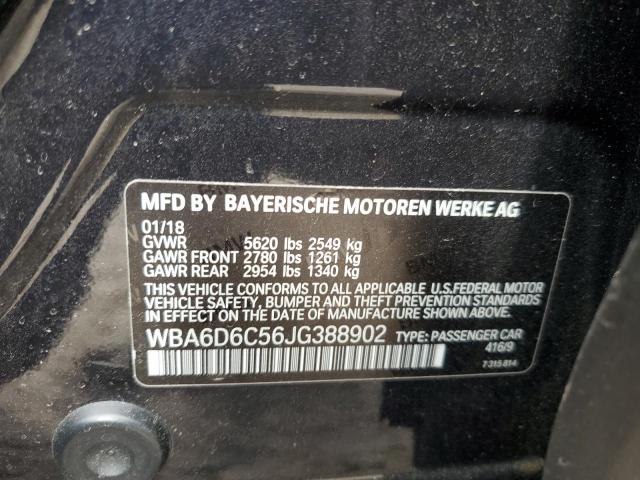 MFD BY BAYERISCHE MOTOREN WERKE AG
01/18
GVWR 5620 lbs 2549 kg
GAWR FRONT 2780 lbs 1261 kg
GAWR REAR 2954 lbs 1340 kg
THIS VEHICLE CONFORMS TO ALL APPLICABLE U.S.FEDERAL MOTOR
VEHICLE SAFETY, BUMPER AND THEFT PREVENTION STANDARDS
IN EFFECT ON THE DATE OF MANUFACTURE SHOWN ABOVE.
WBA6D6C56JG388902 TYPE: PASSENGER CAR
416/9
7 315 814